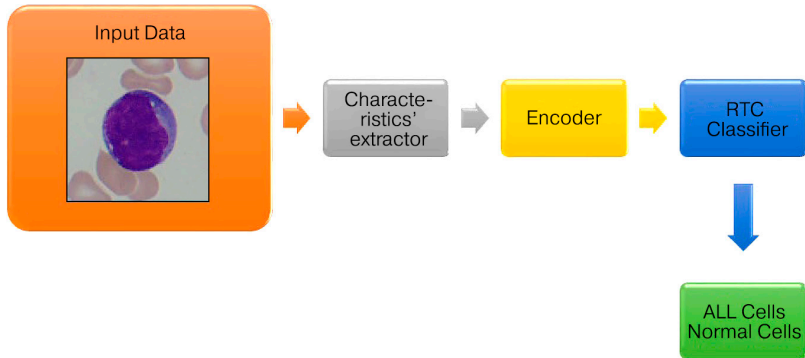 Input Data
Characte-
ristics’
extractor
Encoder
RTC
Classifier
ALL Cells
Normal Cells